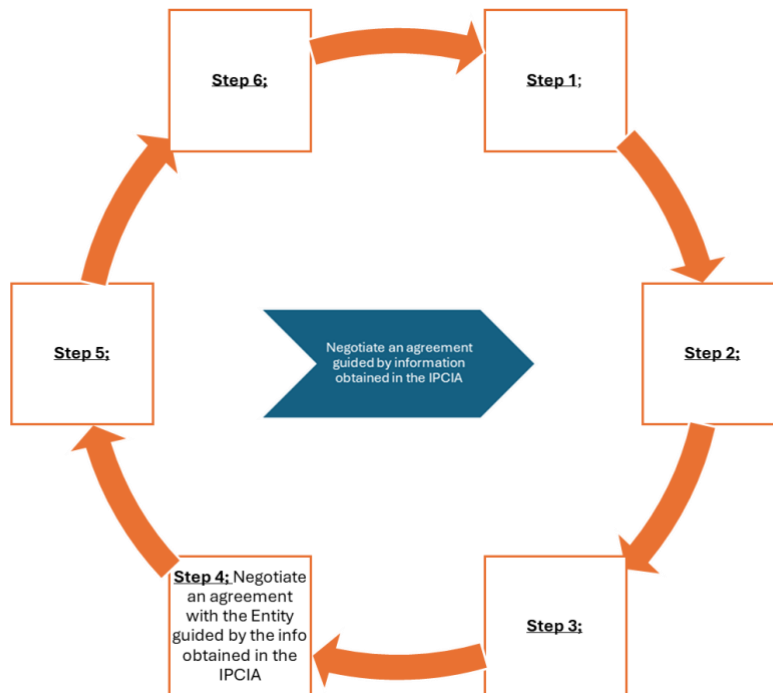 Step 6;
Step 1;
Step 5;
Negotiate an agreement
guided by information
obtained in the IPCIA
Step 2;
Step 4; Negotiate
an agreement
with the Entity
guided by the info
obtained in the
IPCIA
Step 3;